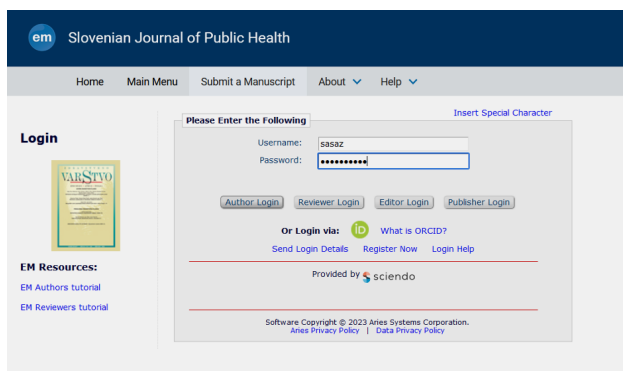 em Slovenian Journal of Public Health
Home Main Menu Submit a Manuscript About Help
Insert Special Character
Please Enter the Following
Login
Username: sasaz
Password: ••••••••••
VARSTVO
Author Login Reviewer Login Editor Login Publisher Login
Or Login via: iD What is ORCID?
Send Login Details Register Now Login Help
EM Resources:
Provided by sciendo
EM Authors tutorial
EM Reviewers tutorial
Software Copyright © 2023 Aries Systems Corporation.
Aries Privacy Policy | Data Privacy Policy